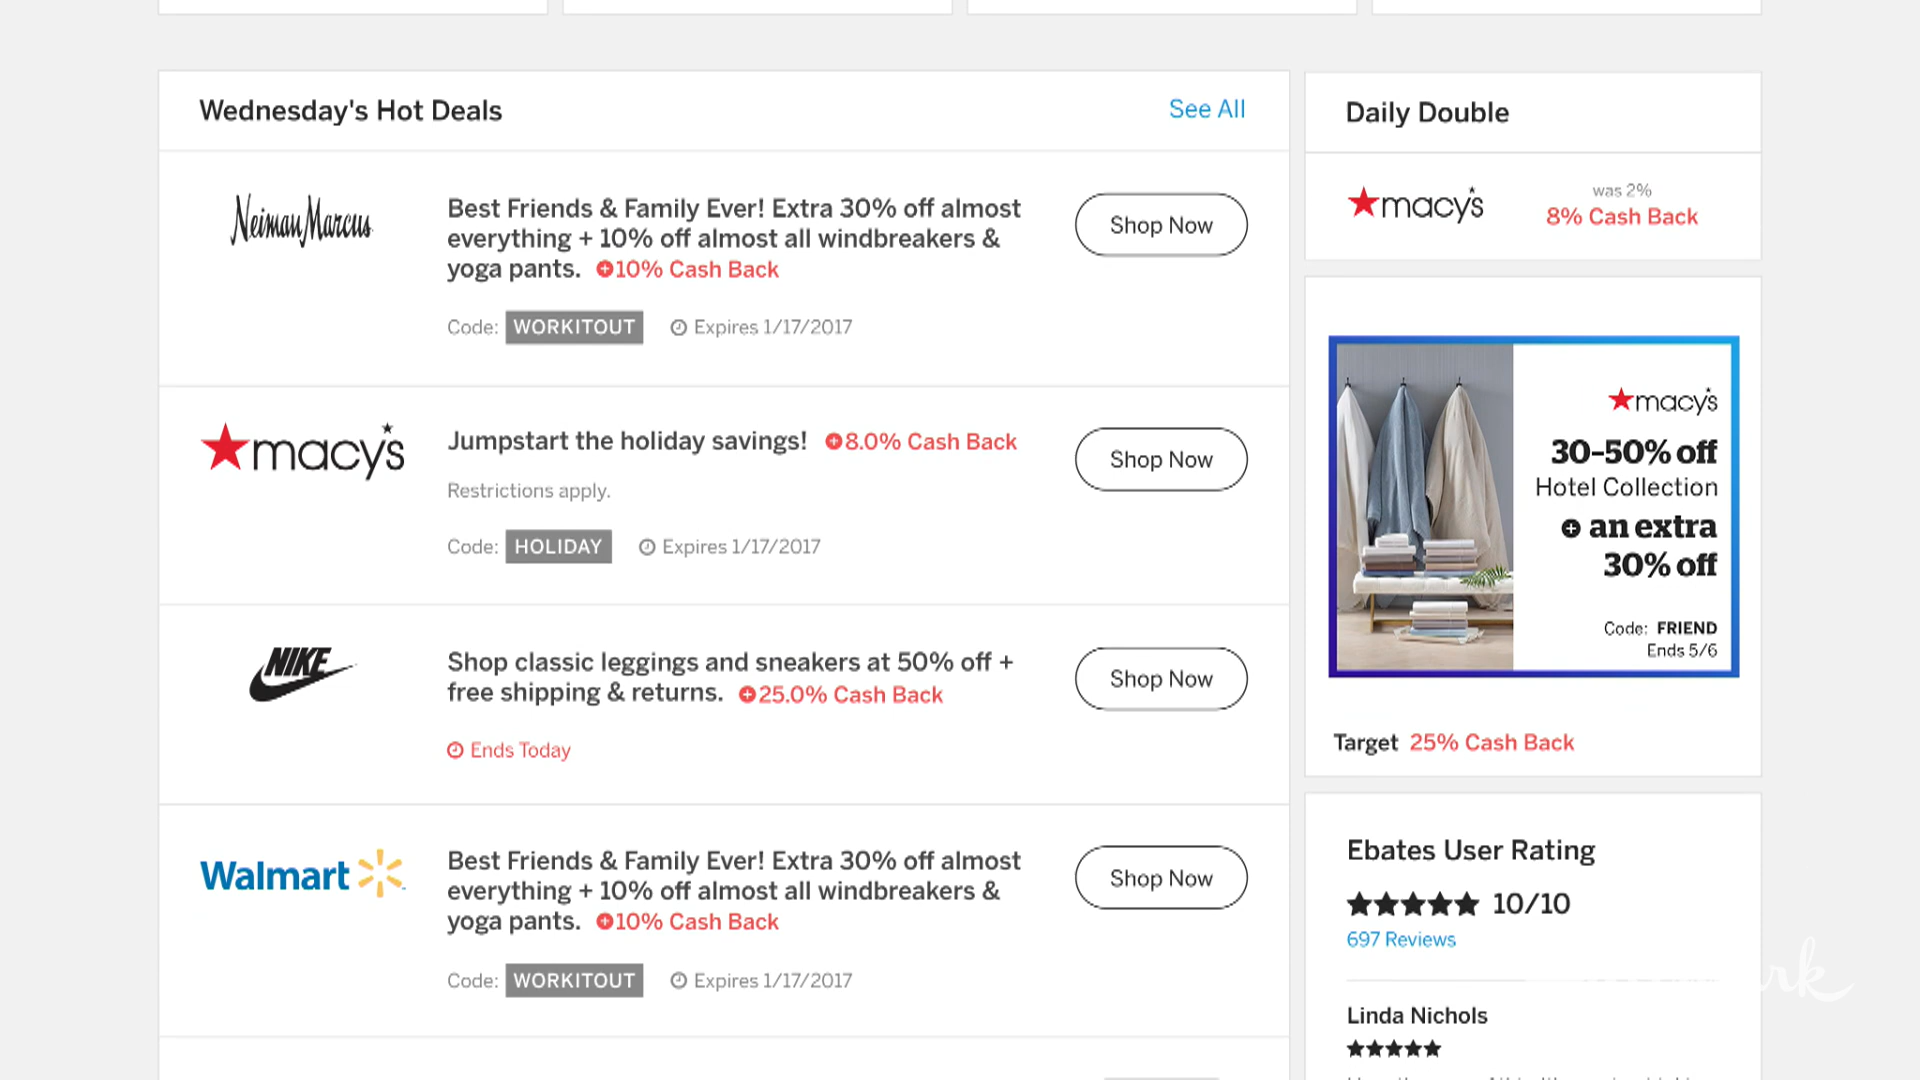 Wednesday's Hot Deals
See All
Neiman Marcus
Best Friends & Family Ever! Extra 30% off almost
everything + 10% off almost all windbreakers &
yoga pants. +10% Cash Back
Shop Now
Code: WORKITOUT Expires 1/17/2017
macy's
Jumpstart the holiday savings! +8.0% Cash Back
Shop Now
Restrictions apply.
Code: HOLIDAY Expires 1/17/2017
NIKE
Shop classic leggings and sneakers at 50% off +
free shipping & returns. +25.0% Cash Back
Shop Now
Ends Today
Walmart
Best Friends & Family Ever! Extra 30% off almost
everything + 10% off almost all windbreakers &
yoga pants. +10% Cash Back
Shop Now
Code: WORKITOUT Expires 1/17/2017
Daily Double
macy's
was 2%
8% Cash Back
macy's
30-50% off
Hotel Collection
+ an extra
30% off
Code: FRIEND
Ends 5/6
Target 25% Cash Back
Ebates User Rating
10/10
697 Reviews
Linda Nichols